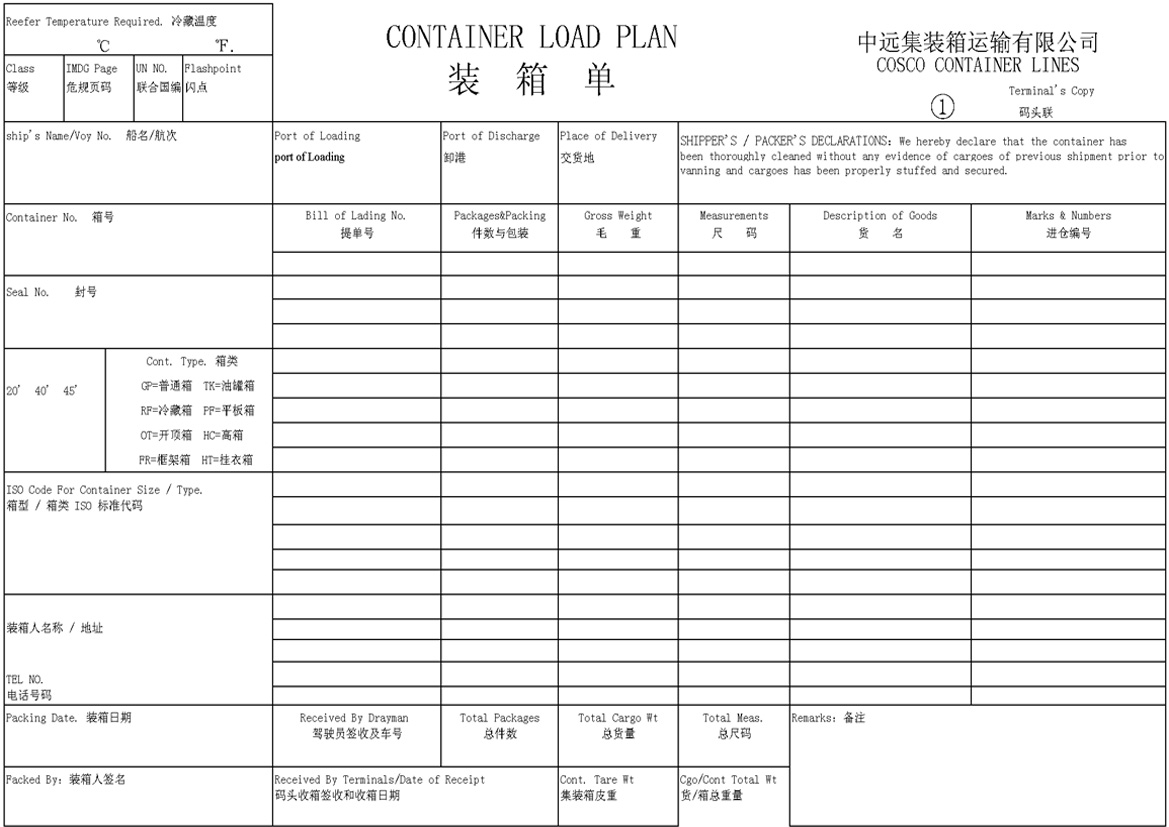 Reefer Temperature Required. 冷藏温度
℃ ℉.
CONTAINER LOAD PLAN
装 箱 单
中远集装箱运输有限公司
COSCO CONTAINER LINES
Terminal's Copy
① 码头联
Class
等级
IMDG Page
危规页码
UN NO.
联合国编
Flashpoint
闪点
ship's Name/Voy No. 船名/航次
Port of Loading
port of Loading
Port of Discharge
卸港
Place of Delivery
交货地
SHIPPER'S / PACKER'S DECLARATIONS: We hereby declare that the container has
been thoroughly cleaned without any evidence of cargoes of previous shipment prior to
vanning and cargoes has been properly stuffed and secured.
Container No. 箱号
Bill of Lading No.
提单号
Packages&Packing
件数与包装
Gross Weight
毛 重
Measurements
尺 码
Description of Goods
货 名
Marks & Numbers
进仓编号
Seal No. 封号
20' 40' 45'
Cont. Type. 箱类
GP=普通箱 TK=油罐箱
RF=冷藏箱 PF=平板箱
OT=开顶箱 HC=高箱
FR=框架箱 HT=挂衣箱
ISO Code For Container Size / Type.
箱型 / 箱类 ISO 标准代码
装箱人名称 / 地址
TEL NO.
电话号码
Packing Date. 装箱日期
Received By Drayman
驾驶员签收及车号
Total Packages
总件数
Total Cargo Wt
总货量
Total Meas.
总尺码
Remarks: 备注
Packed By: 装箱人签名
Received By Terminals/Date of Receipt
码头收箱签收和收箱日期
Cont. Tare Wt
集装箱皮重
Cgo/Cont Total Wt
货/箱总重量